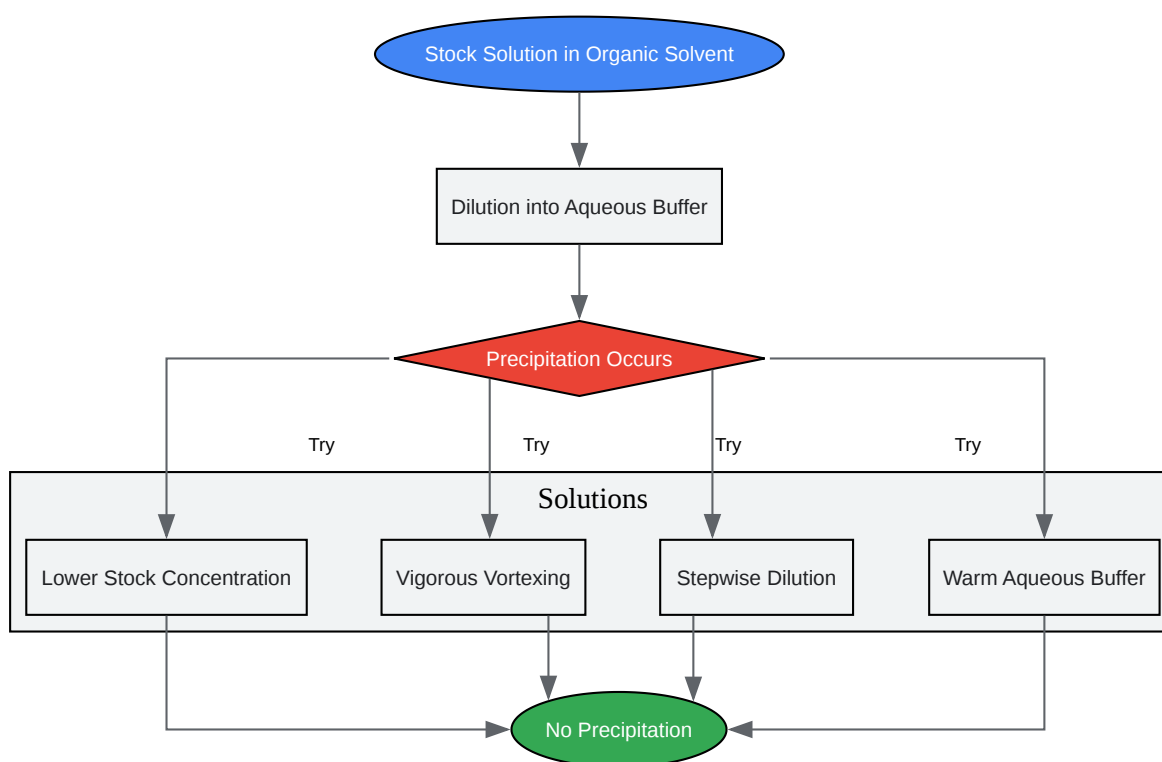 Stock Solution in Organic Solvent
Dilution into Aqueous Buffer
Precipitation Occurs
Try
Try
Try
Try
Solutions
Lower Stock Concentration
Vigorous Vortexing
Stepwise Dilution
Warm Aqueous Buffer
No Precipitation